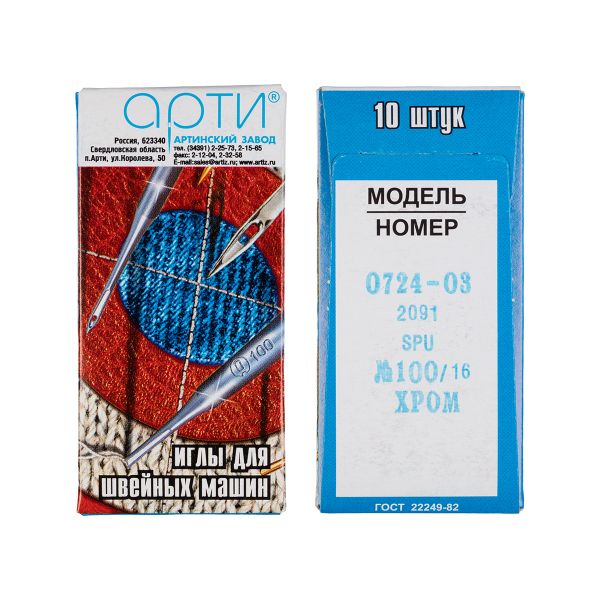 арти®
Россия, 623340
Свердловская область
п.Арти, ул.Королева, 50
АРТИНСКИЙ ЗАВОД
тел. (34391) 2-25-73, 2-15-65
факс: 2-12-04, 2-32-58
E-mail:sales@artiz.ru; www.artiz.ru
100
иглы для
швейных машин
10 штук
МОДЕЛЬ
НОМЕР
0724-03
2091
SPU
№100/16
ХРОМ
ГОСТ 22249-82